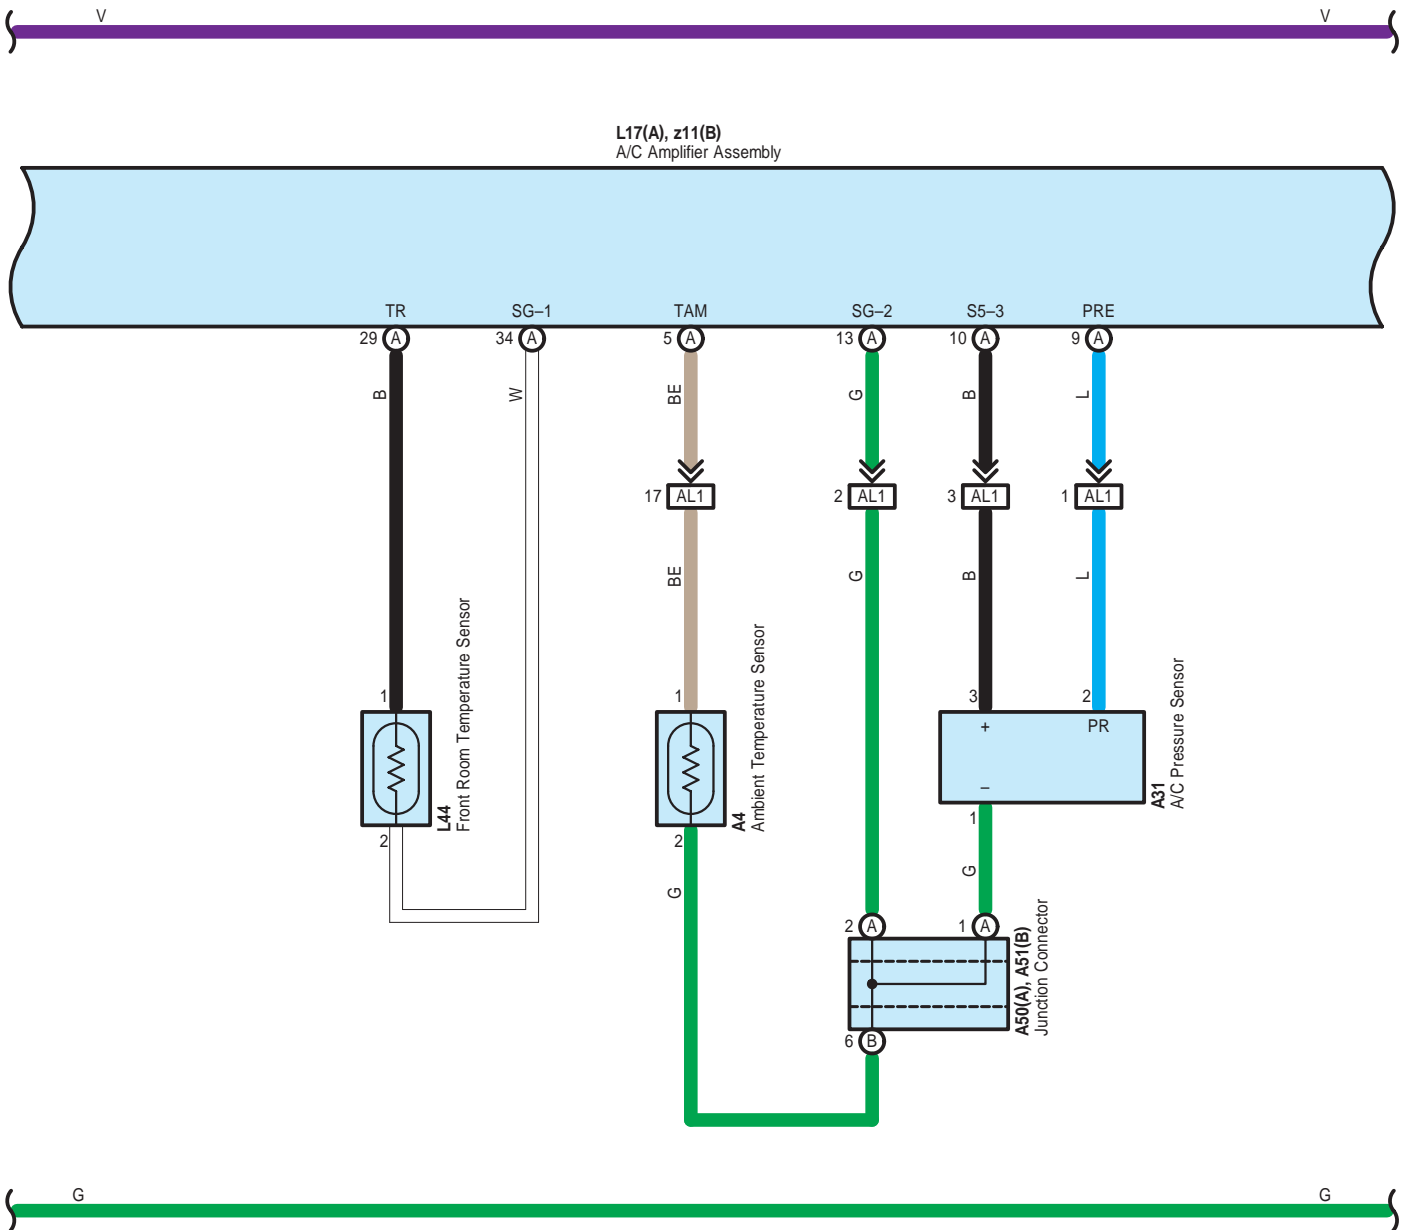 V V
L17(A), z11(B)
A/C Amplifier Assembly
TR SG–1 TAM SG–2 S5–3 PRE
29 A 34 A 5 A 13 A 10 A 9 A
B W BE G B L
17 AL1 2 AL1 3 AL1 1 AL1
BE G B L
1 1 3 2
+ PR
–
L44
Front Room Temperature Sensor
A4
Ambient Temperature Sensor
A31
A/C Pressure Sensor
2 2 1
G G
2 A 1 A
A50(A), A51(B)
Junction Connector
6 B
G G